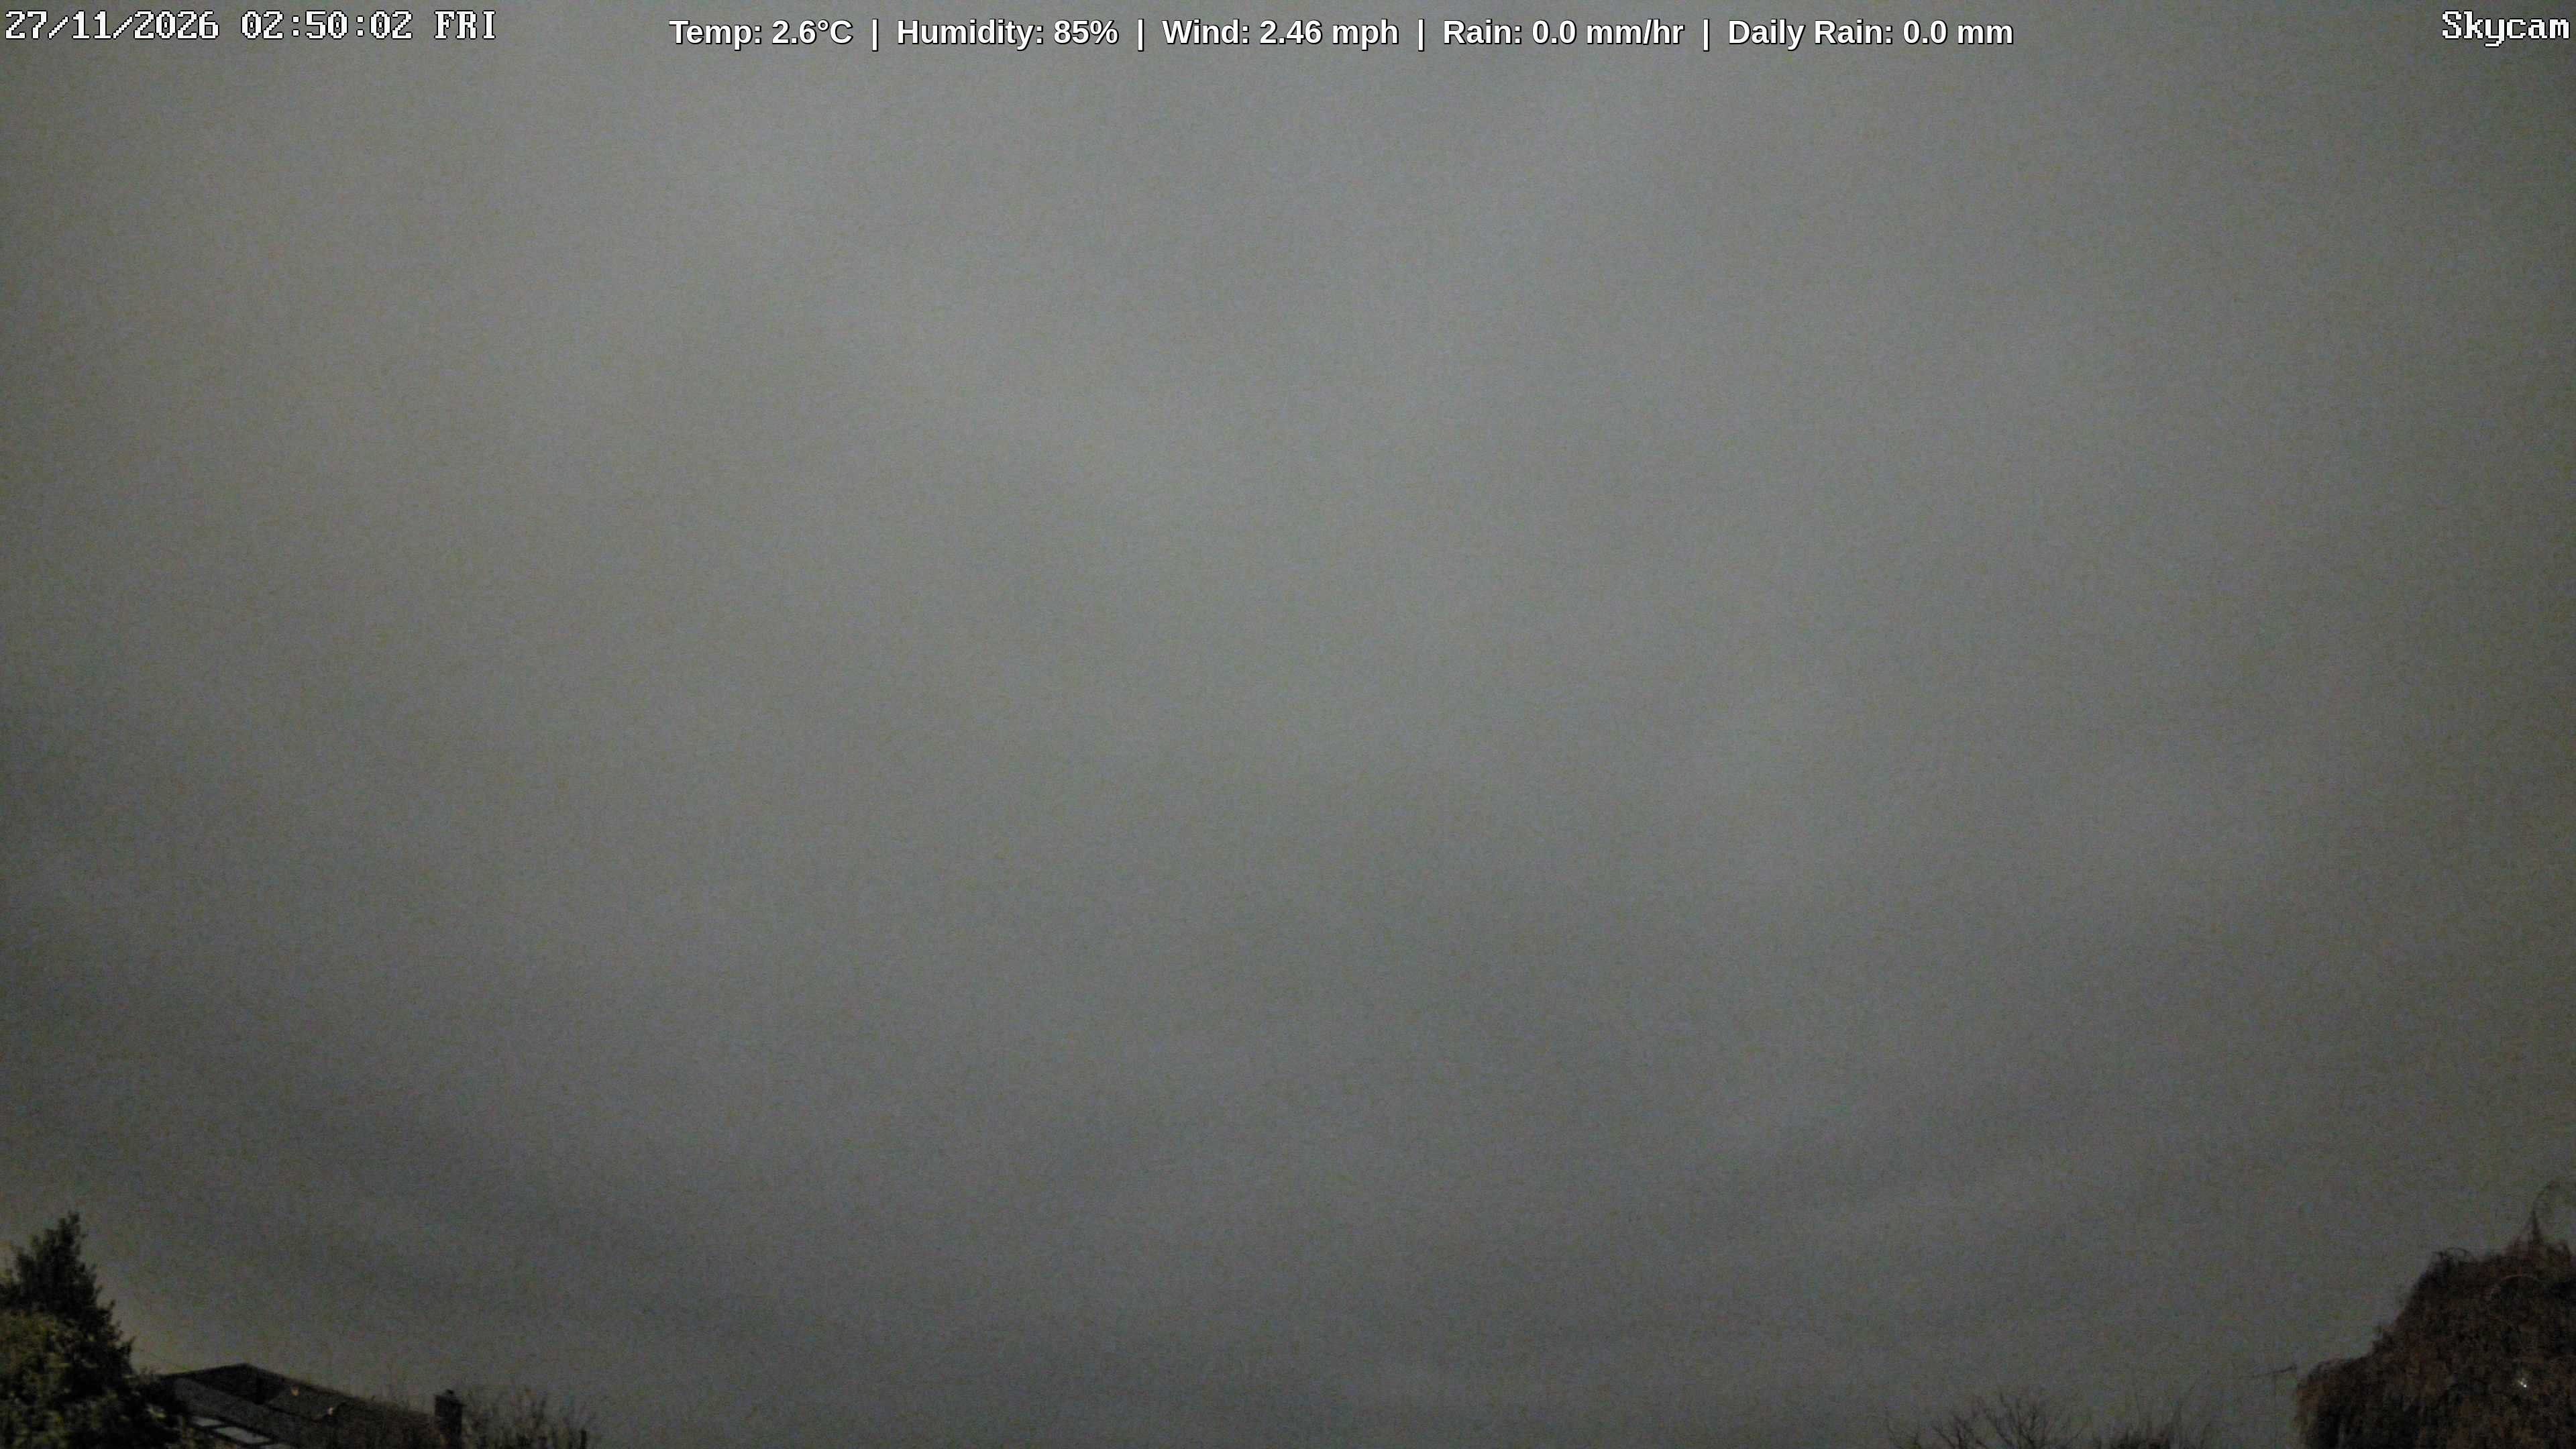 27/11/2026 02:50:02 FRI
Temp: 2.6°C | Humidity: 85% | Wind: 2.46 mph | Rain: 0.0 mm/hr | Daily Rain: 0.0 mm
Skycam